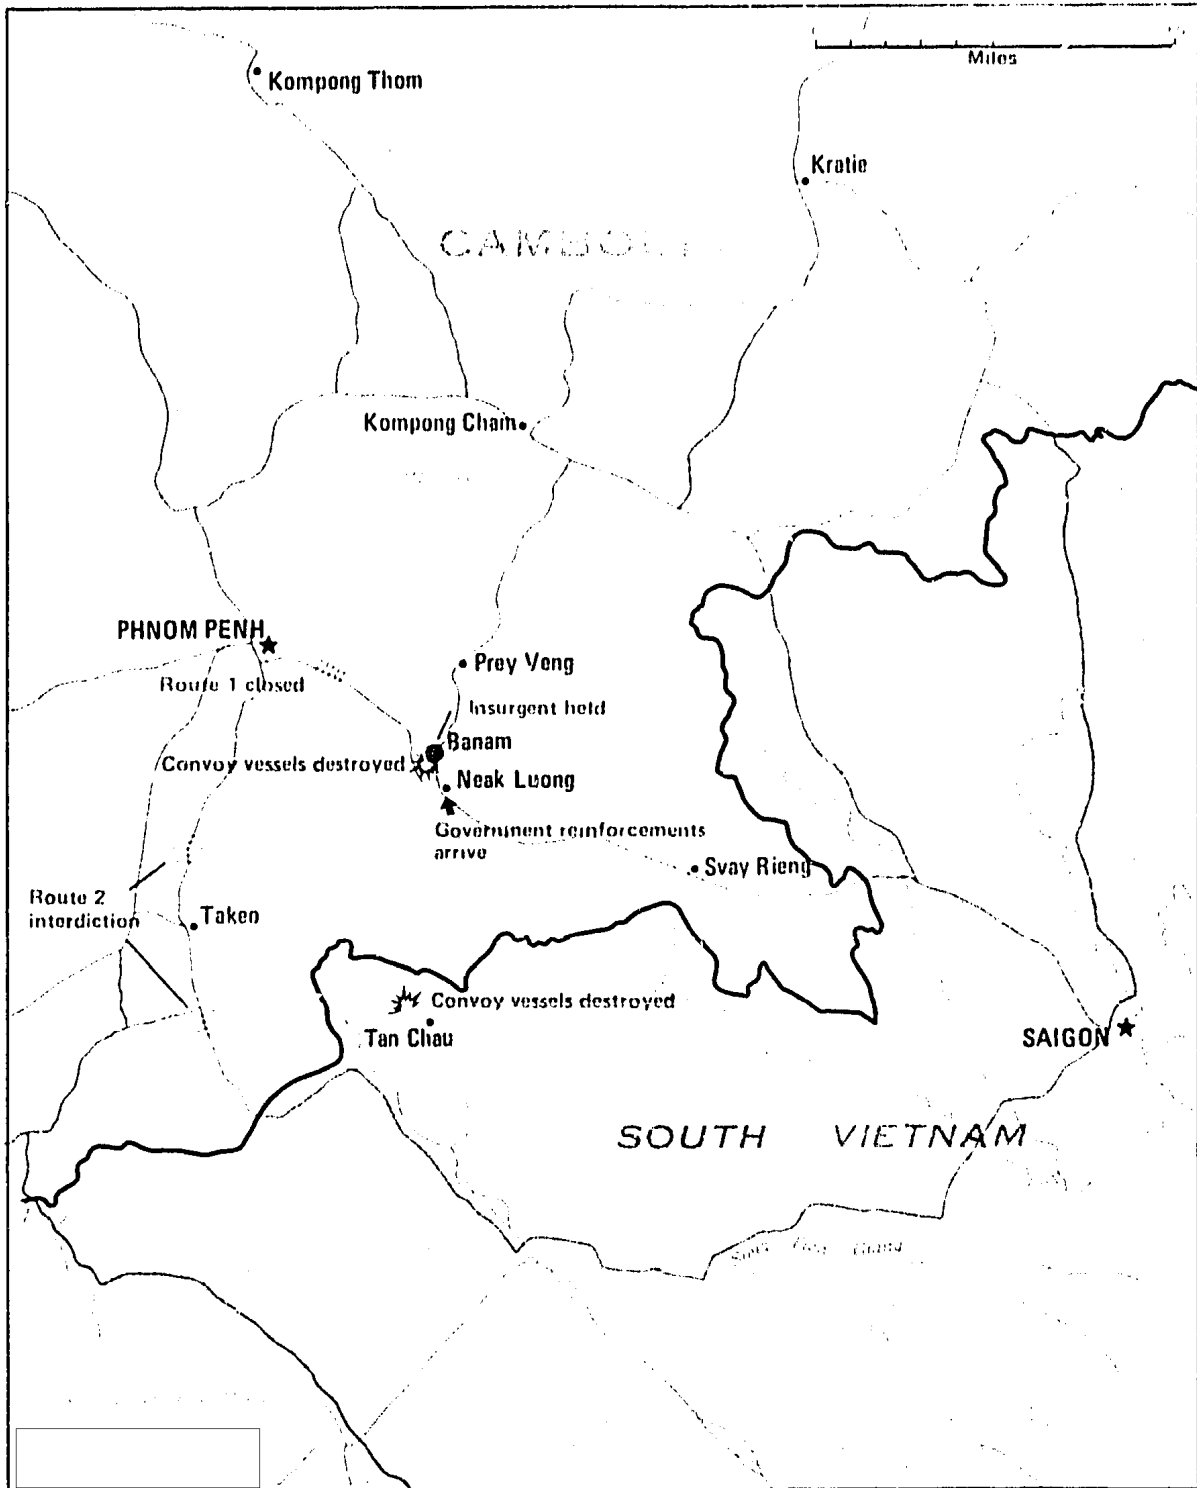 Miles
Kompong Thom
Kratie
Kompong Cham
PHNOM PENH
Route 1 closed
Prey Veng
Insurgent held
Banam
Convoy vessels destroyed
Neak Luong
Government reinforcements
arrive
Svay Rieng
Route 2
interdiction
Takeo
Convoy vessels destroyed
Tan Chau
SAIGON
SOUTH VIETNAM